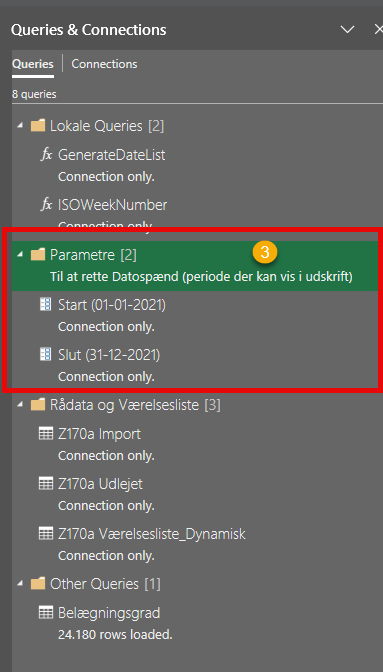 Queries & Connections
Queries | Connections
8 queries
Lokale Queries [2]
fx GenerateDateList
Connection only.
fx ISOWeekNumber
Connection only.
Parametre [2]
3
Til at rette Datospænd (periode der kan vis i udskrift)
Start (01-01-2021)
Connection only.
Slut (31-12-2021)
Connection only.
Rådata og Værelsesliste [3]
Z170a Import
Connection only.
Z170a Udlejet
Connection only.
Z170a Værelsesliste_Dynamisk
Connection only.
Other Queries [1]
Belægningsgrad
24.180 rows loaded.